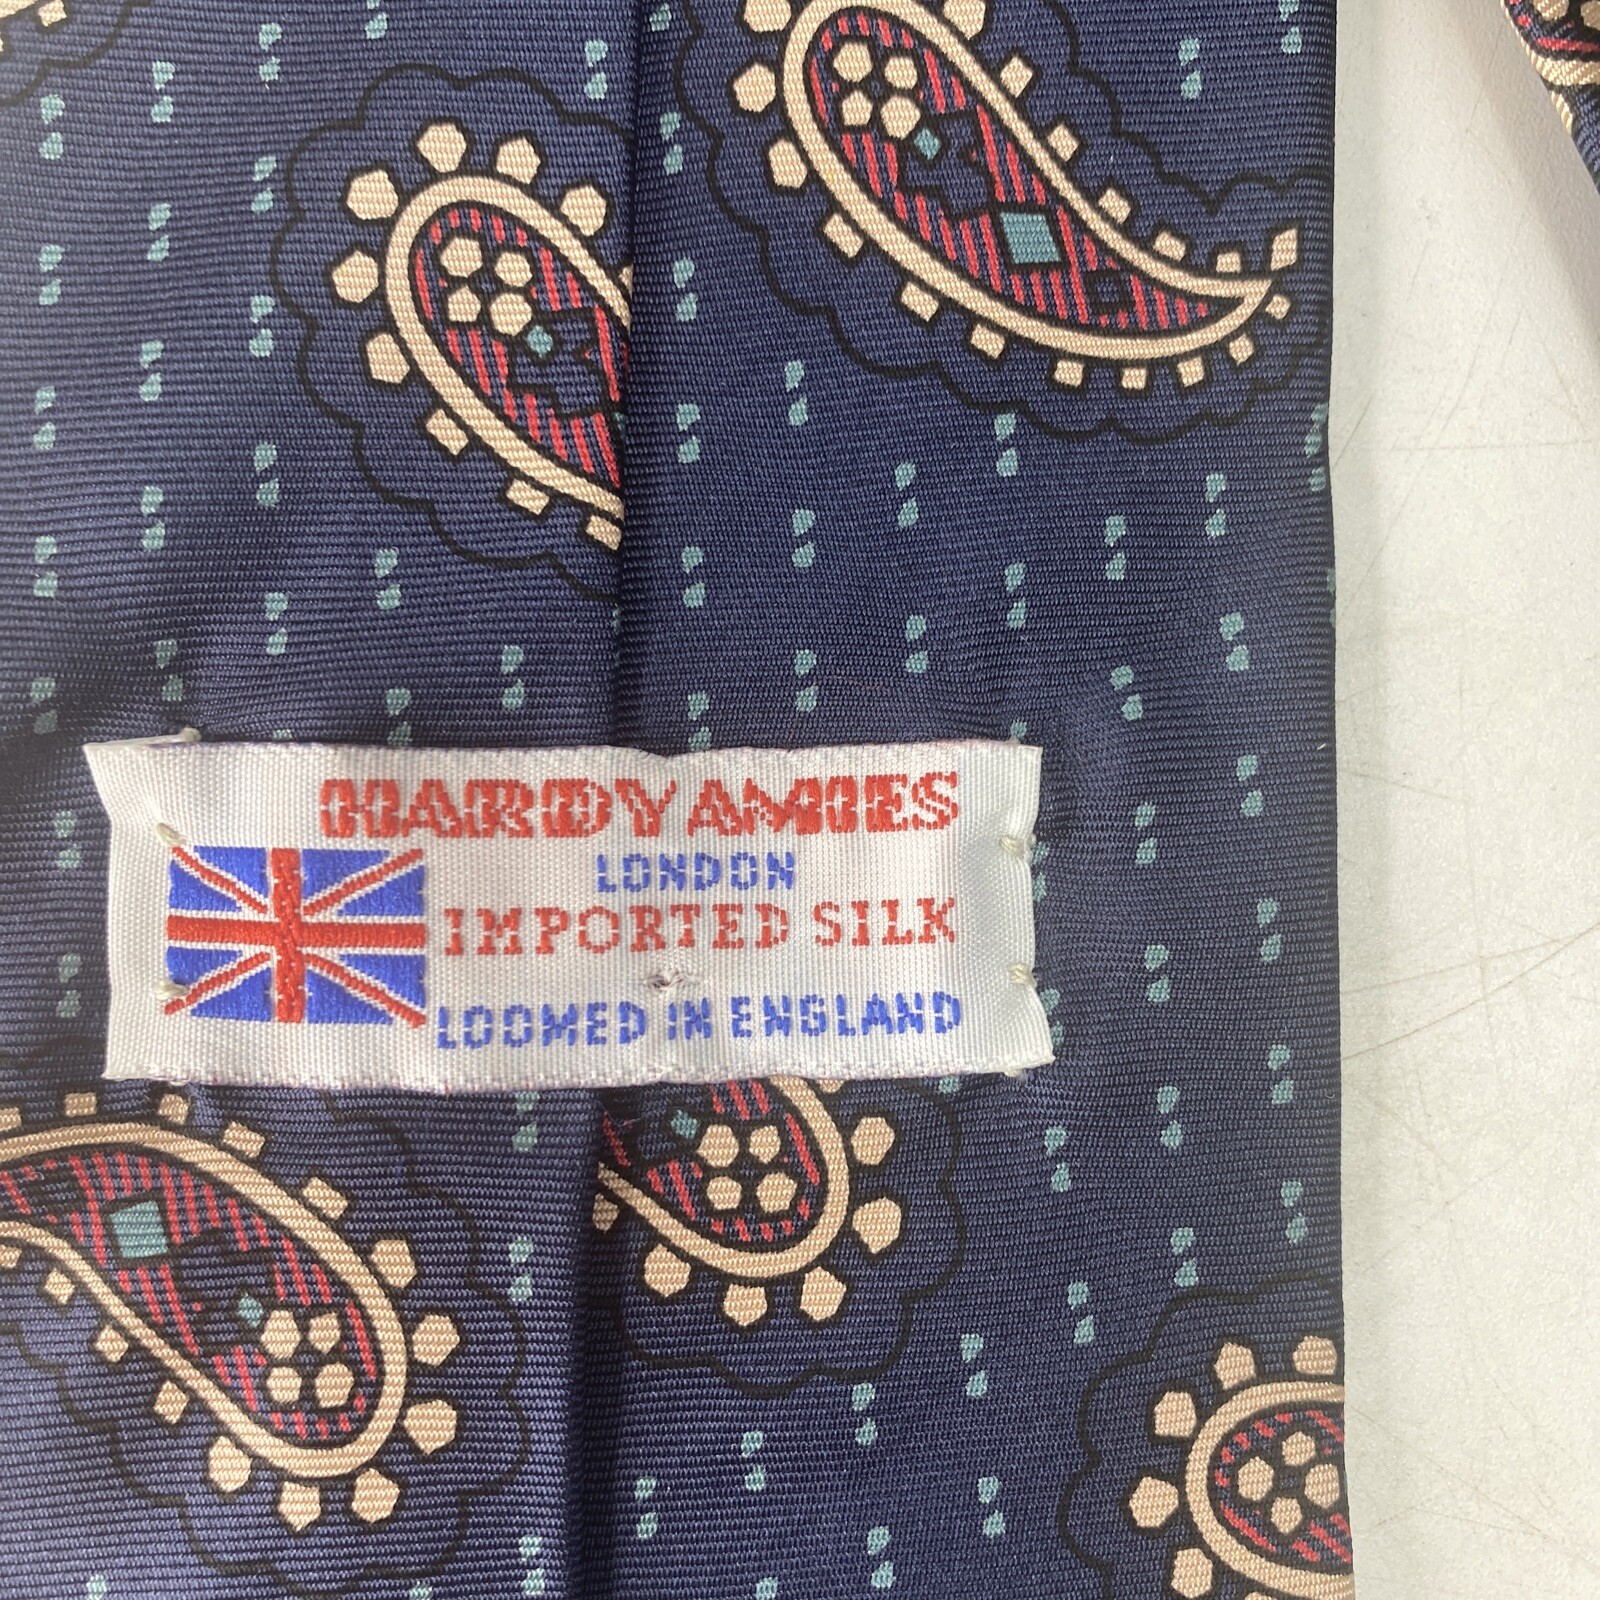 HARDY AMIES
LONDON
IMPORTED SILK
LOOMED IN ENGLAND